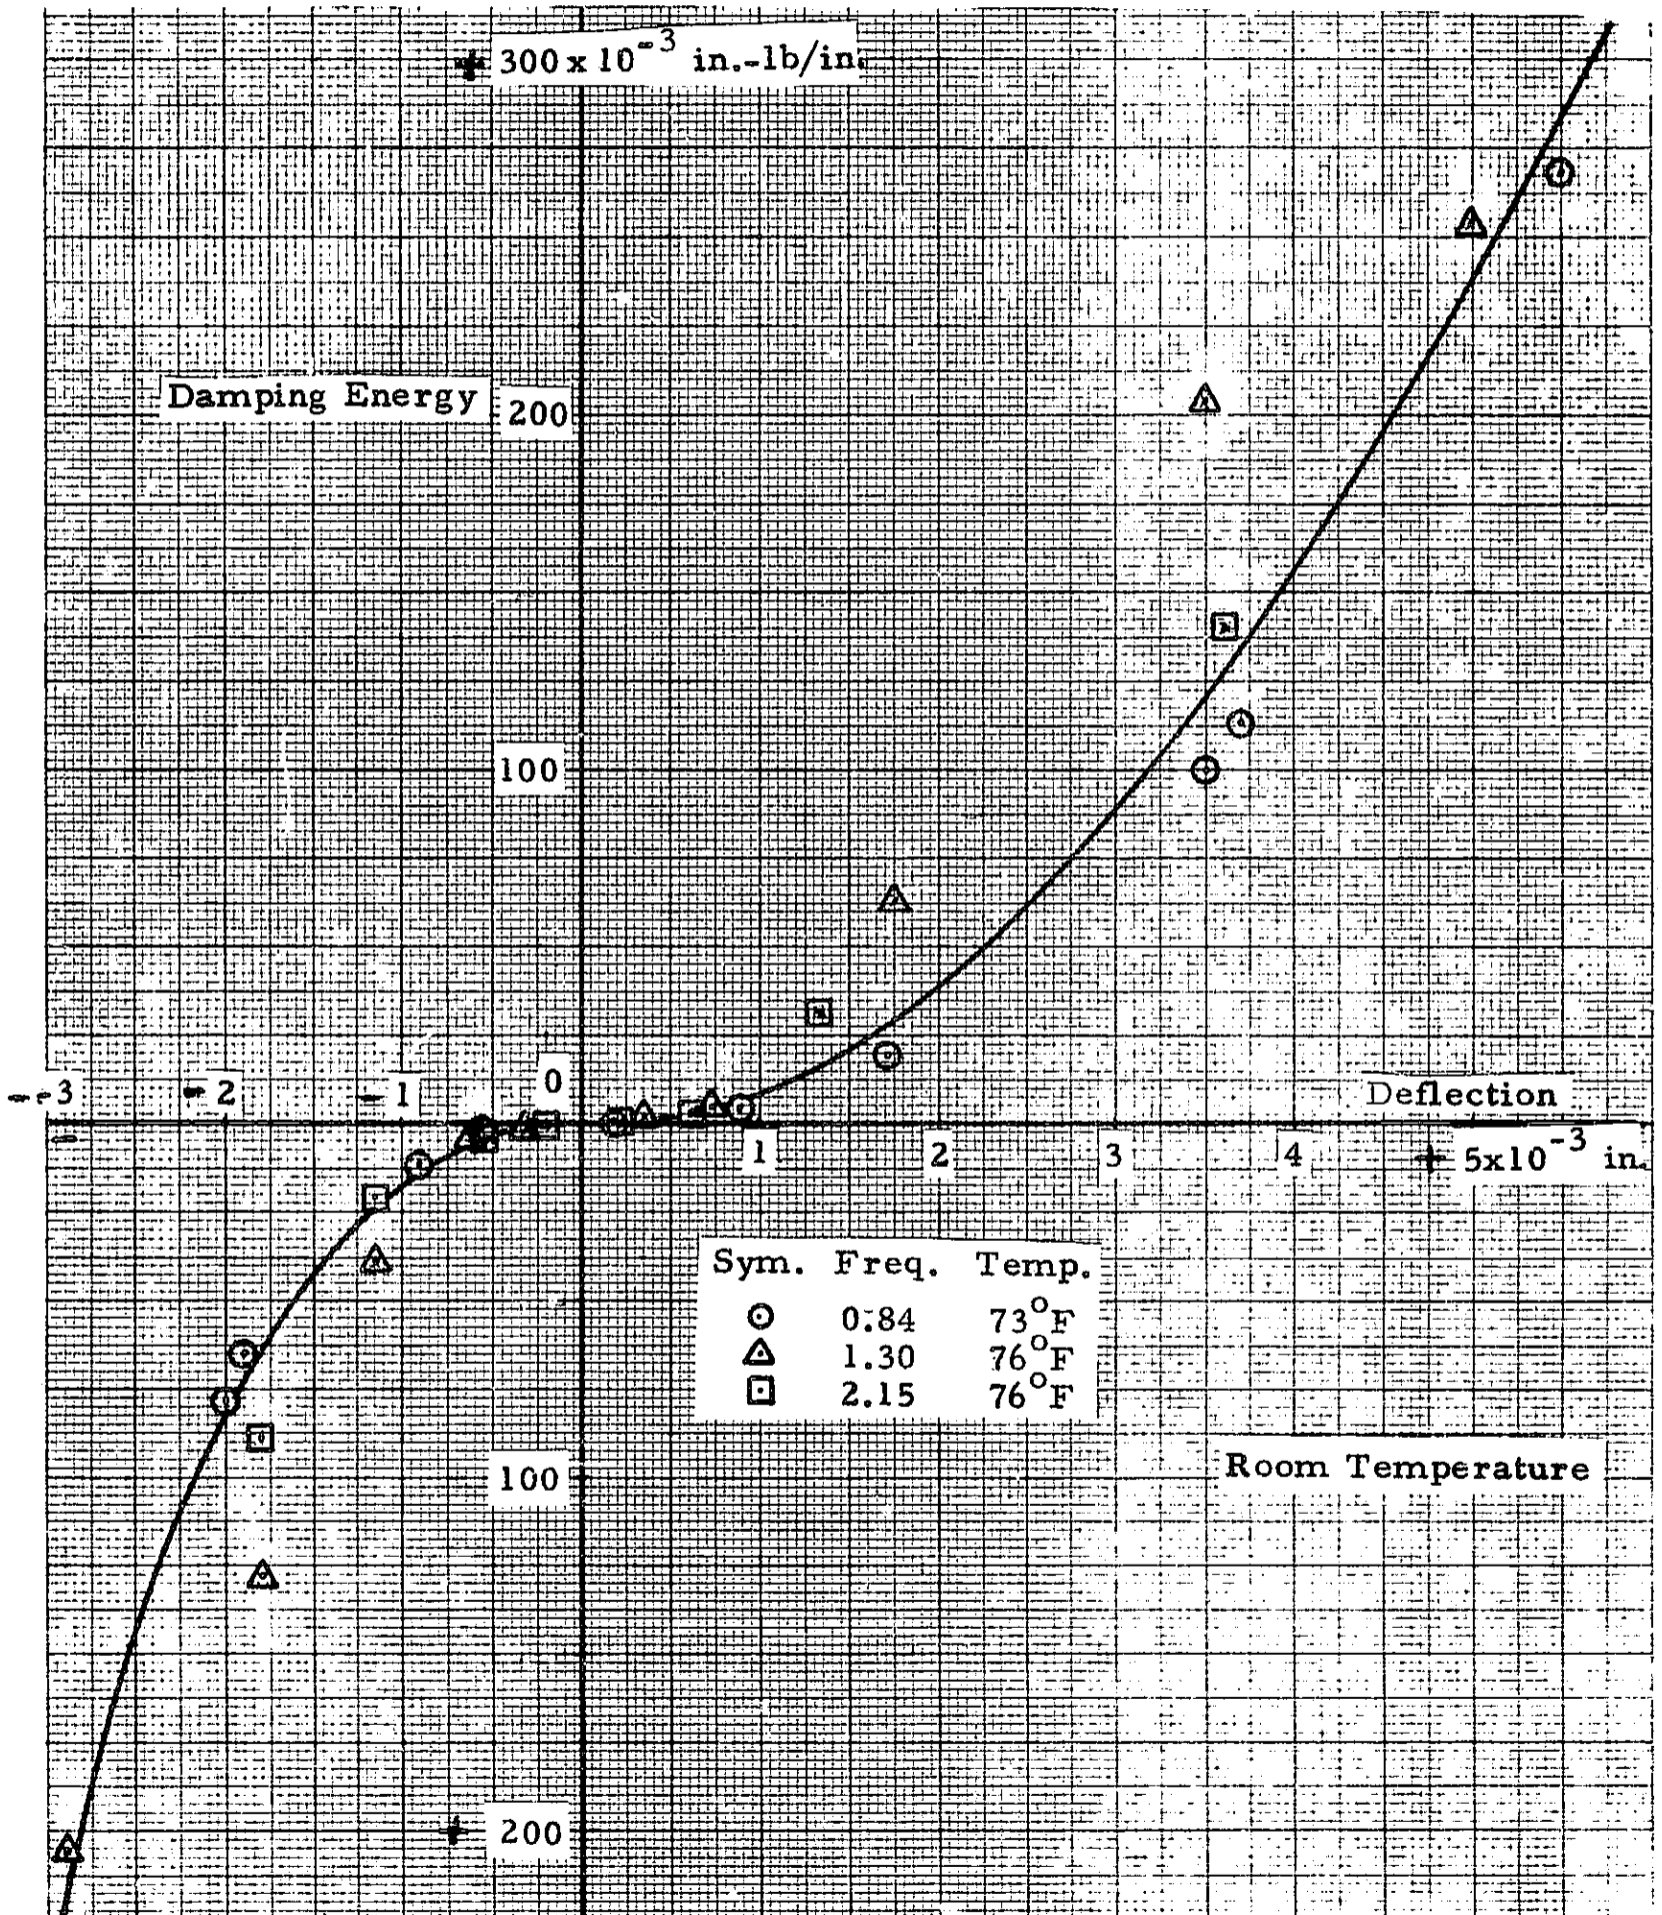 + 300 x 10⁻³ in.-lb/in.
Damping Energy
200
100
-3 -2 -1 0
Deflection
1 2 3 4 + 5x10⁻³ in.
Sym. Freq. Temp.
⊙ 0.84 73°F
◬ 1.30 76°F
⊡ 2.15 76°F
100
Room Temperature
+ 200